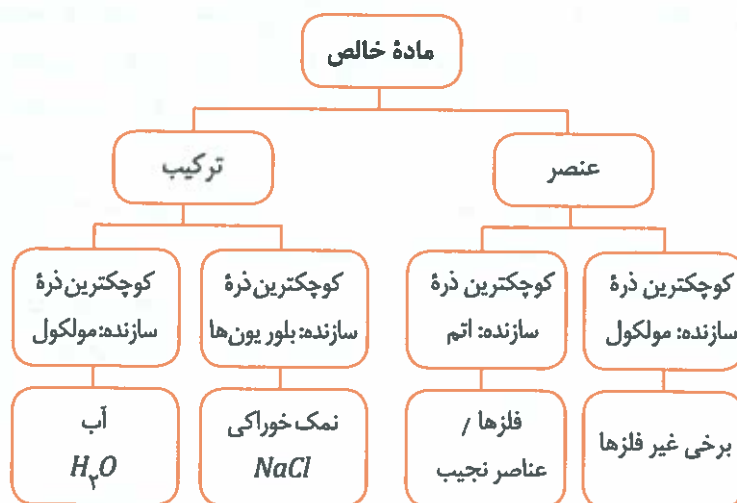 مادهٔ خالص
عنصر
ترکیب
کوچکترین ذرهٔ
سازنده: مولکول
کوچکترین ذرهٔ
سازنده: اتم
کوچکترین ذرهٔ
سازنده: بلور یون‌ها
کوچکترین ذرهٔ
سازنده: مولکول
برخی غیر فلزها
فلزها /
عناصر نجیب
نمک خوراکی
NaCl
آب
H₂O